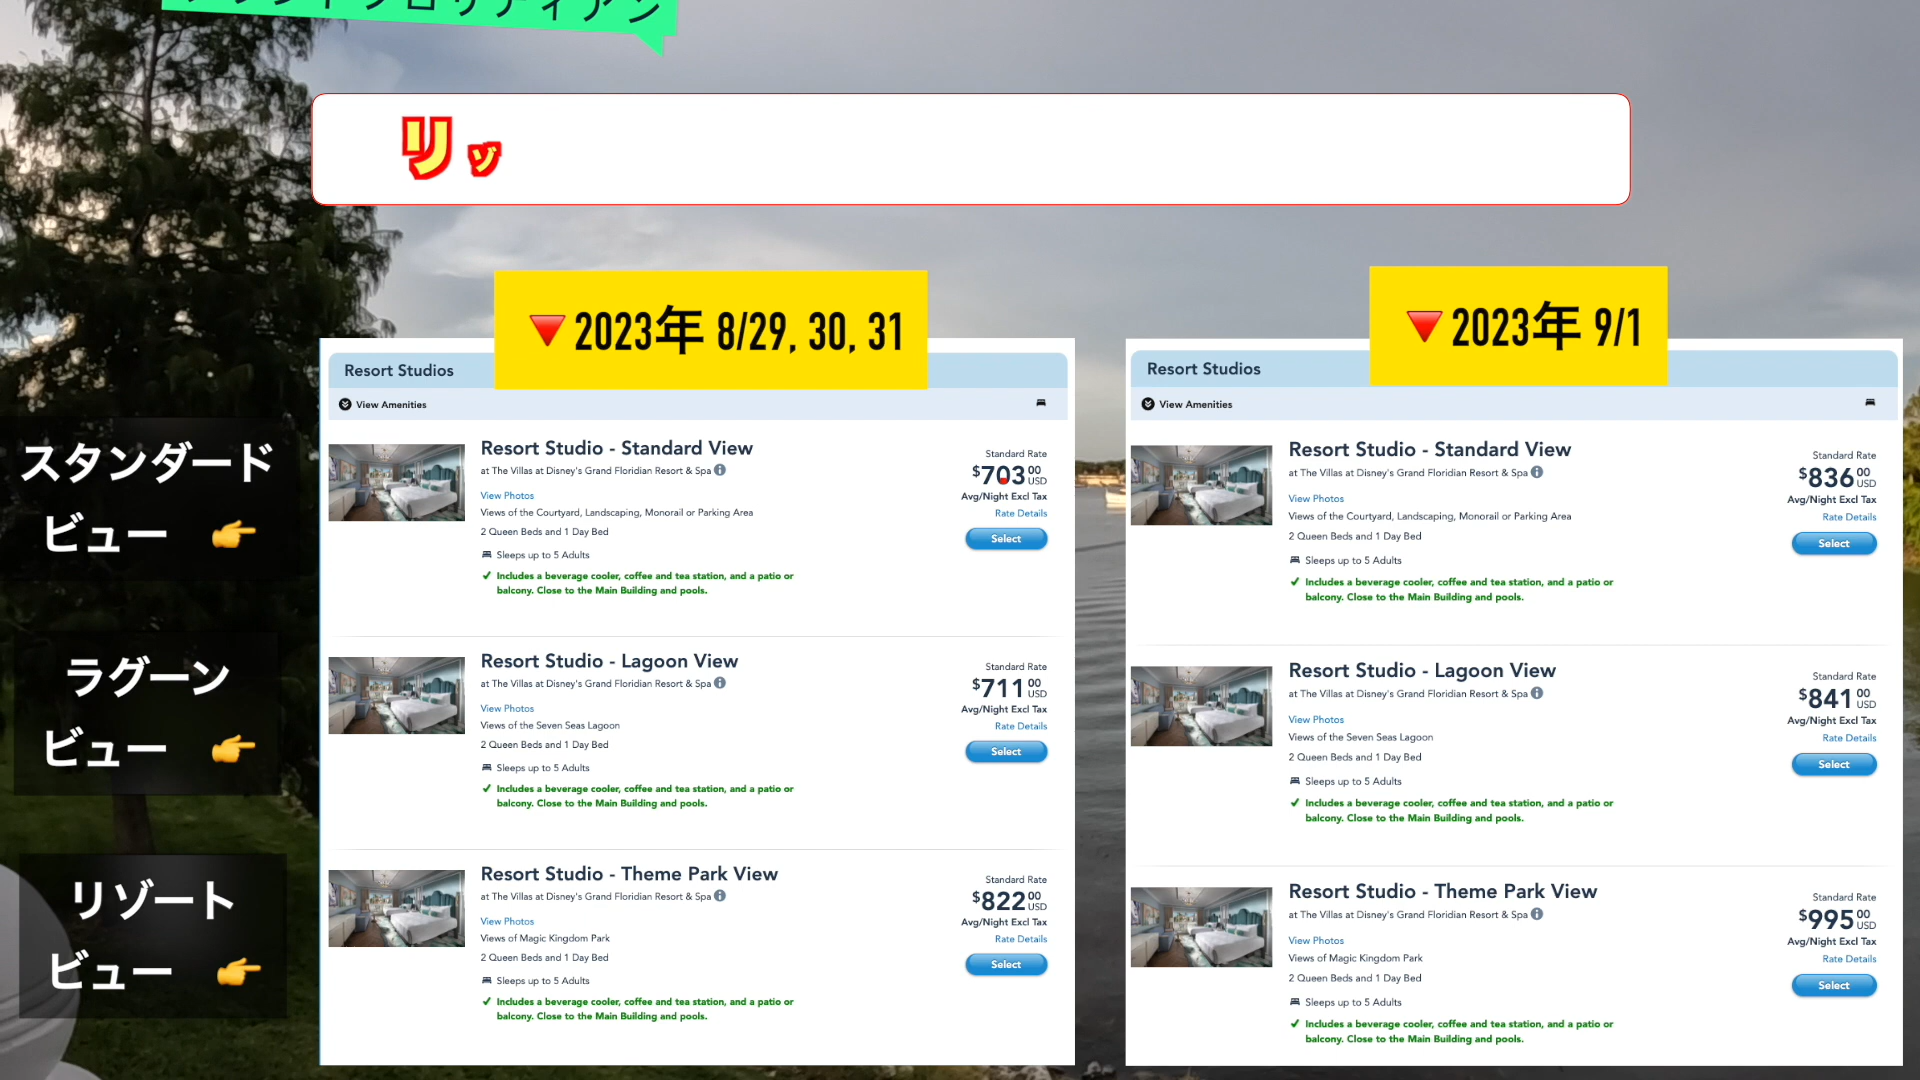 リゾ
▼2023年 8/29, 30, 31
▼2023年 9/1
スタンダード
ビュー 👉
ラグーン
ビュー 👉
リゾート
ビュー 👉
Resort Studios
View Amenities
Resort Studio - Standard View
at The Villas at Disney's Grand Floridian Resort & Spa
View Photos
Views of the Courtyard, Landscaping, Monorail or Parking Area
2 Queen Beds and 1 Day Bed
Sleeps up to 5 Adults
✓ Includes a beverage cooler, coffee and tea station, and a patio or
balcony. Close to the Main Building and pools.
Standard Rate
$703.00 USD
Avg/Night Excl Tax
Rate Details
Select
Resort Studio - Lagoon View
at The Villas at Disney's Grand Floridian Resort & Spa
View Photos
Views of the Seven Seas Lagoon
2 Queen Beds and 1 Day Bed
Sleeps up to 5 Adults
✓ Includes a beverage cooler, coffee and tea station, and a patio or
balcony. Close to the Main Building and pools.
Standard Rate
$711.00 USD
Avg/Night Excl Tax
Rate Details
Select
Resort Studio - Theme Park View
at The Villas at Disney's Grand Floridian Resort & Spa
View Photos
Views of Magic Kingdom Park
2 Queen Beds and 1 Day Bed
Sleeps up to 5 Adults
✓ Includes a beverage cooler, coffee and tea station, and a patio or
balcony. Close to the Main Building and pools.
Standard Rate
$822.00 USD
Avg/Night Excl Tax
Rate Details
Select
Resort Studios
View Amenities
Resort Studio - Standard View
at The Villas at Disney's Grand Floridian Resort & Spa
View Photos
Views of the Courtyard, Landscaping, Monorail or Parking Area
2 Queen Beds and 1 Day Bed
Sleeps up to 5 Adults
✓ Includes a beverage cooler, coffee and tea station, and a patio or
balcony. Close to the Main Building and pools.
Standard Rate
$836.00 USD
Avg/Night Excl Tax
Rate Details
Select
Resort Studio - Lagoon View
at The Villas at Disney's Grand Floridian Resort & Spa
View Photos
Views of the Seven Seas Lagoon
2 Queen Beds and 1 Day Bed
Sleeps up to 5 Adults
✓ Includes a beverage cooler, coffee and tea station, and a patio or
balcony. Close to the Main Building and pools.
Standard Rate
$841.00 USD
Avg/Night Excl Tax
Rate Details
Select
Resort Studio - Theme Park View
at The Villas at Disney's Grand Floridian Resort & Spa
View Photos
Views of Magic Kingdom Park
2 Queen Beds and 1 Day Bed
Sleeps up to 5 Adults
✓ Includes a beverage cooler, coffee and tea station, and a patio or
balcony. Close to the Main Building and pools.
Standard Rate
$995.00 USD
Avg/Night Excl Tax
Rate Details
Select